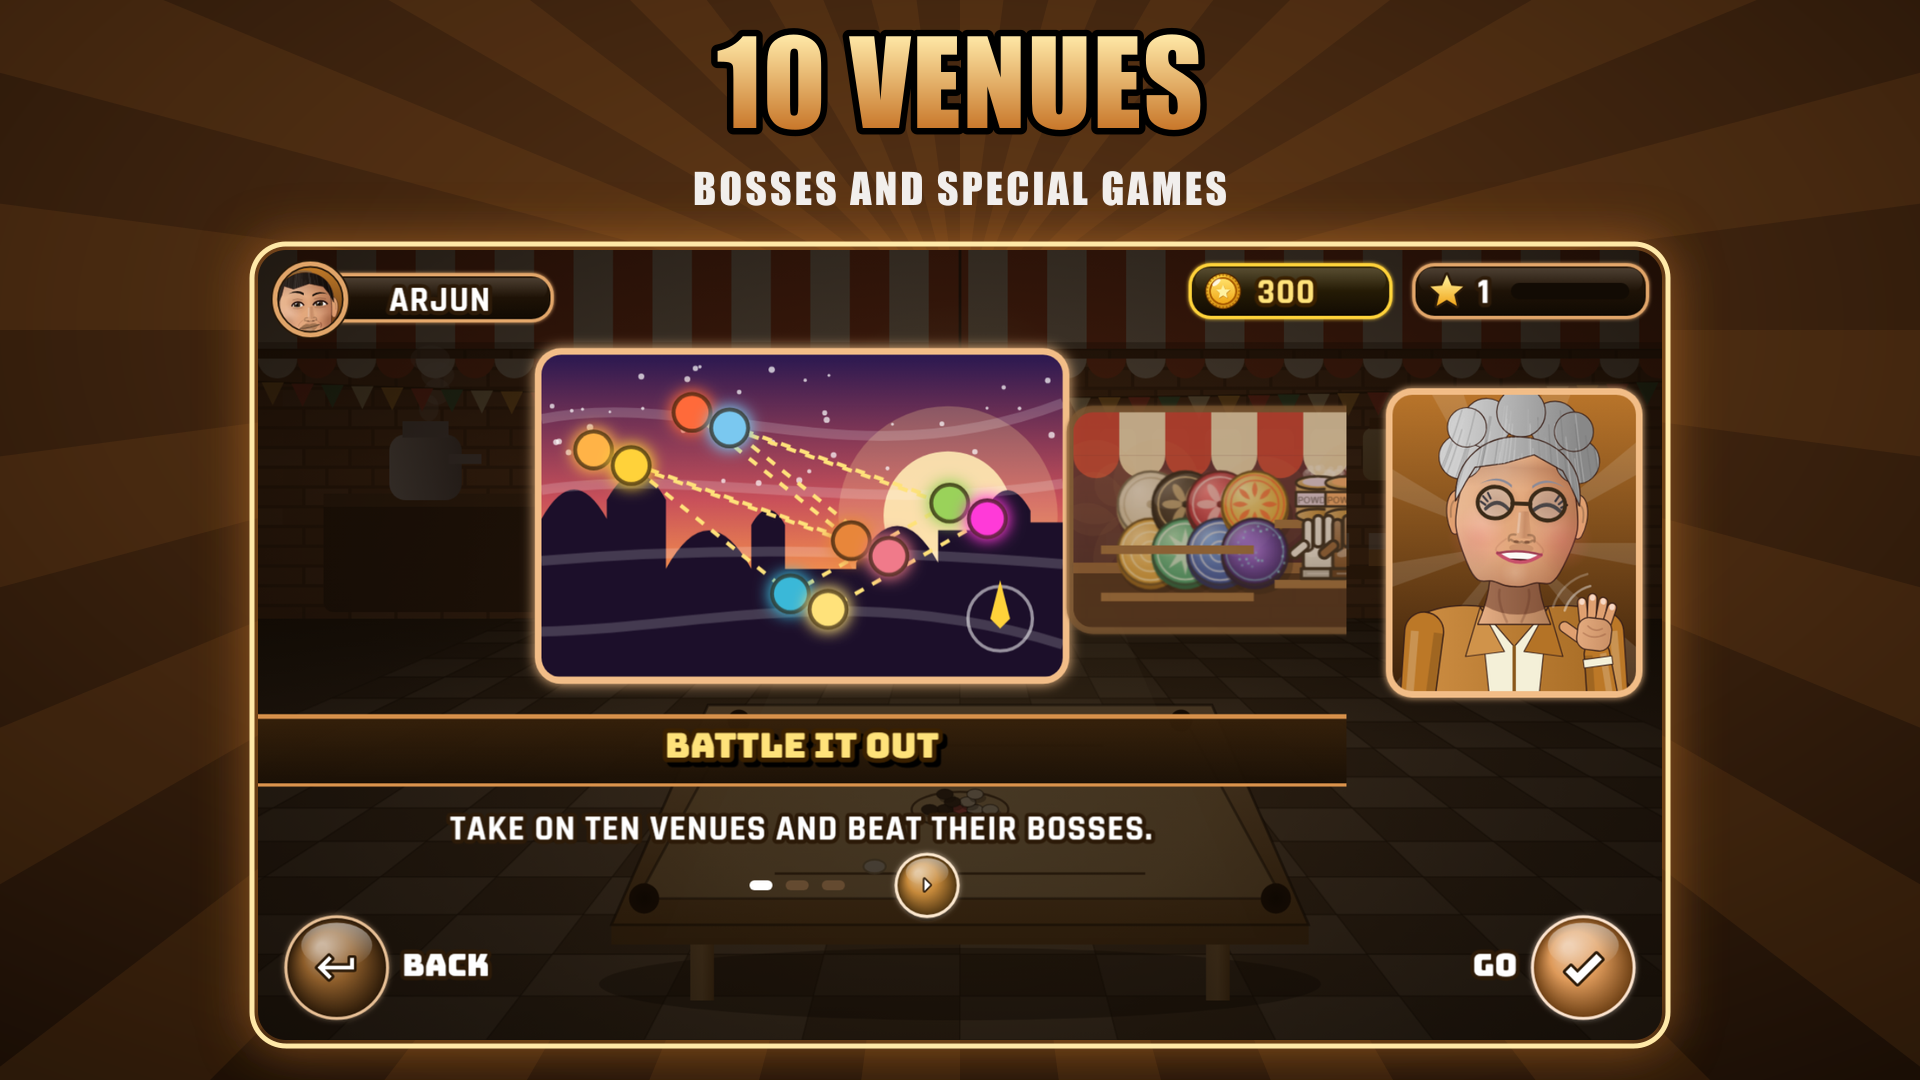 10 VENUES
BOSSES AND SPECIAL GAMES
ARJUN
300
1
POWD
BATTLE IT OUT
TAKE ON TEN VENUES AND BEAT THEIR BOSSES.
BACK
GO